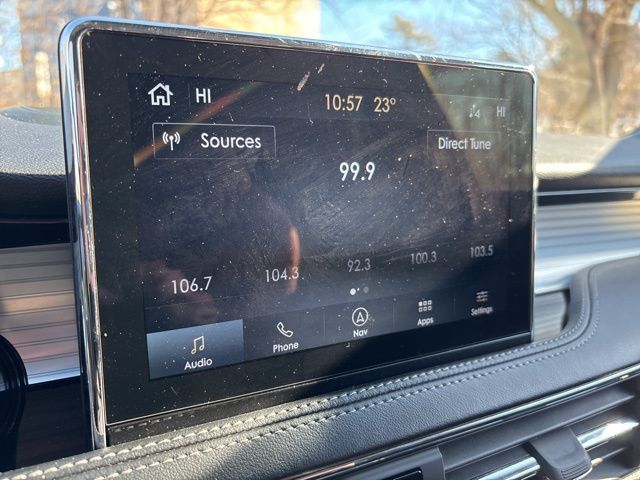 HI 10:57 23° HI
Sources Direct Tune
99.9
106.7 104.3 92.3 100.3 103.5
Audio Phone Nav Apps Settings